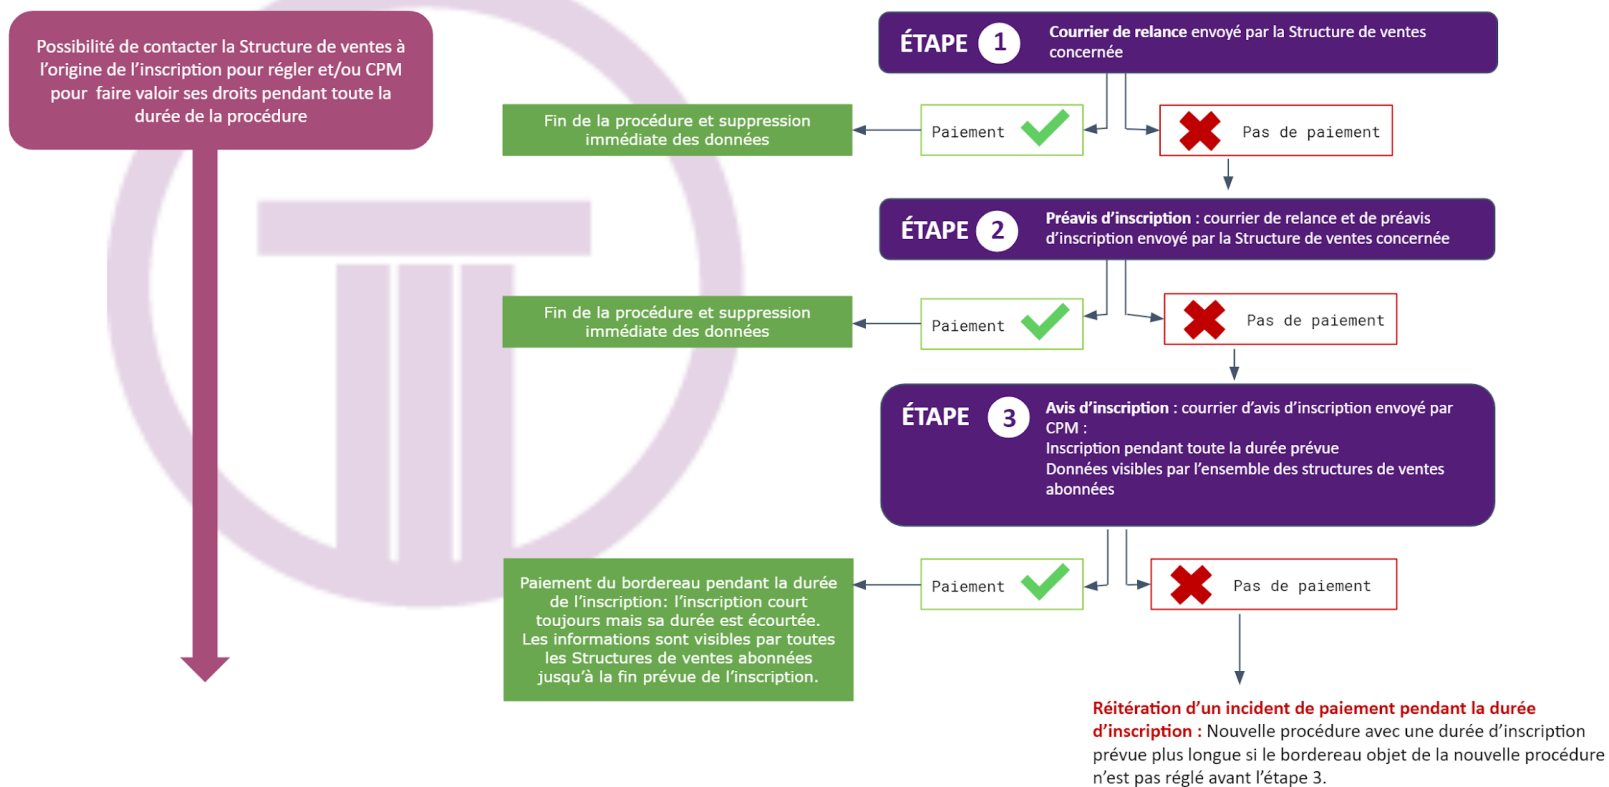 Possibilité de contacter la Structure de ventes à
l’origine de l’inscription pour régler et/ou CPM
pour faire valoir ses droits pendant toute la
durée de la procédure
ÉTAPE 1
Courrier de relance envoyé par la Structure de ventes
concernée
Fin de la procédure et suppression
immédiate des données
Paiement
Pas de paiement
ÉTAPE 2
Préavis d’inscription : courrier de relance et de préavis
d’inscription envoyé par la Structure de ventes concernée
Fin de la procédure et suppression
immédiate des données
Paiement
Pas de paiement
ÉTAPE 3
Avis d’inscription : courrier d’avis d’inscription envoyé par
CPM :
Inscription pendant toute la durée prévue
Données visibles par l’ensemble des structures de ventes
abonnées
Paiement du bordereau pendant la durée
de l’inscription: l’inscription court
toujours mais sa durée est écourtée.
Les informations sont visibles par toutes
les Structures de ventes abonnées
jusqu’à la fin prévue de l’inscription.
Paiement
Pas de paiement
Réitération d’un incident de paiement pendant la durée
d’inscription : Nouvelle procédure avec une durée d’inscription
prévue plus longue si le bordereau objet de la nouvelle procédure
n’est pas réglé avant l’étape 3.